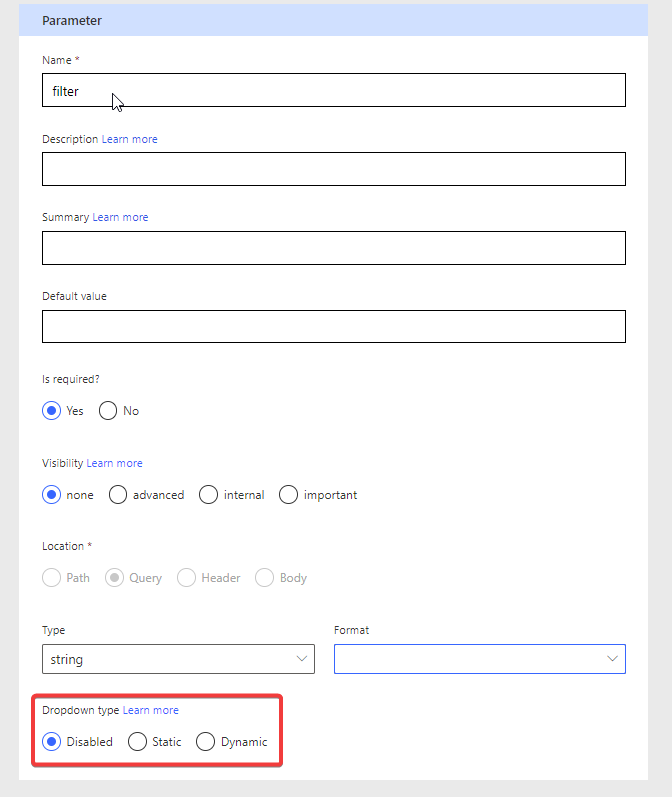 Parameter
Name *
filter
Description Learn more
Summary Learn more
Default value
Is required?
Yes No
Visibility Learn more
none advanced internal important
Location *
Path Query Header Body
Type Format
string
Dropdown type Learn more
Disabled Static Dynamic